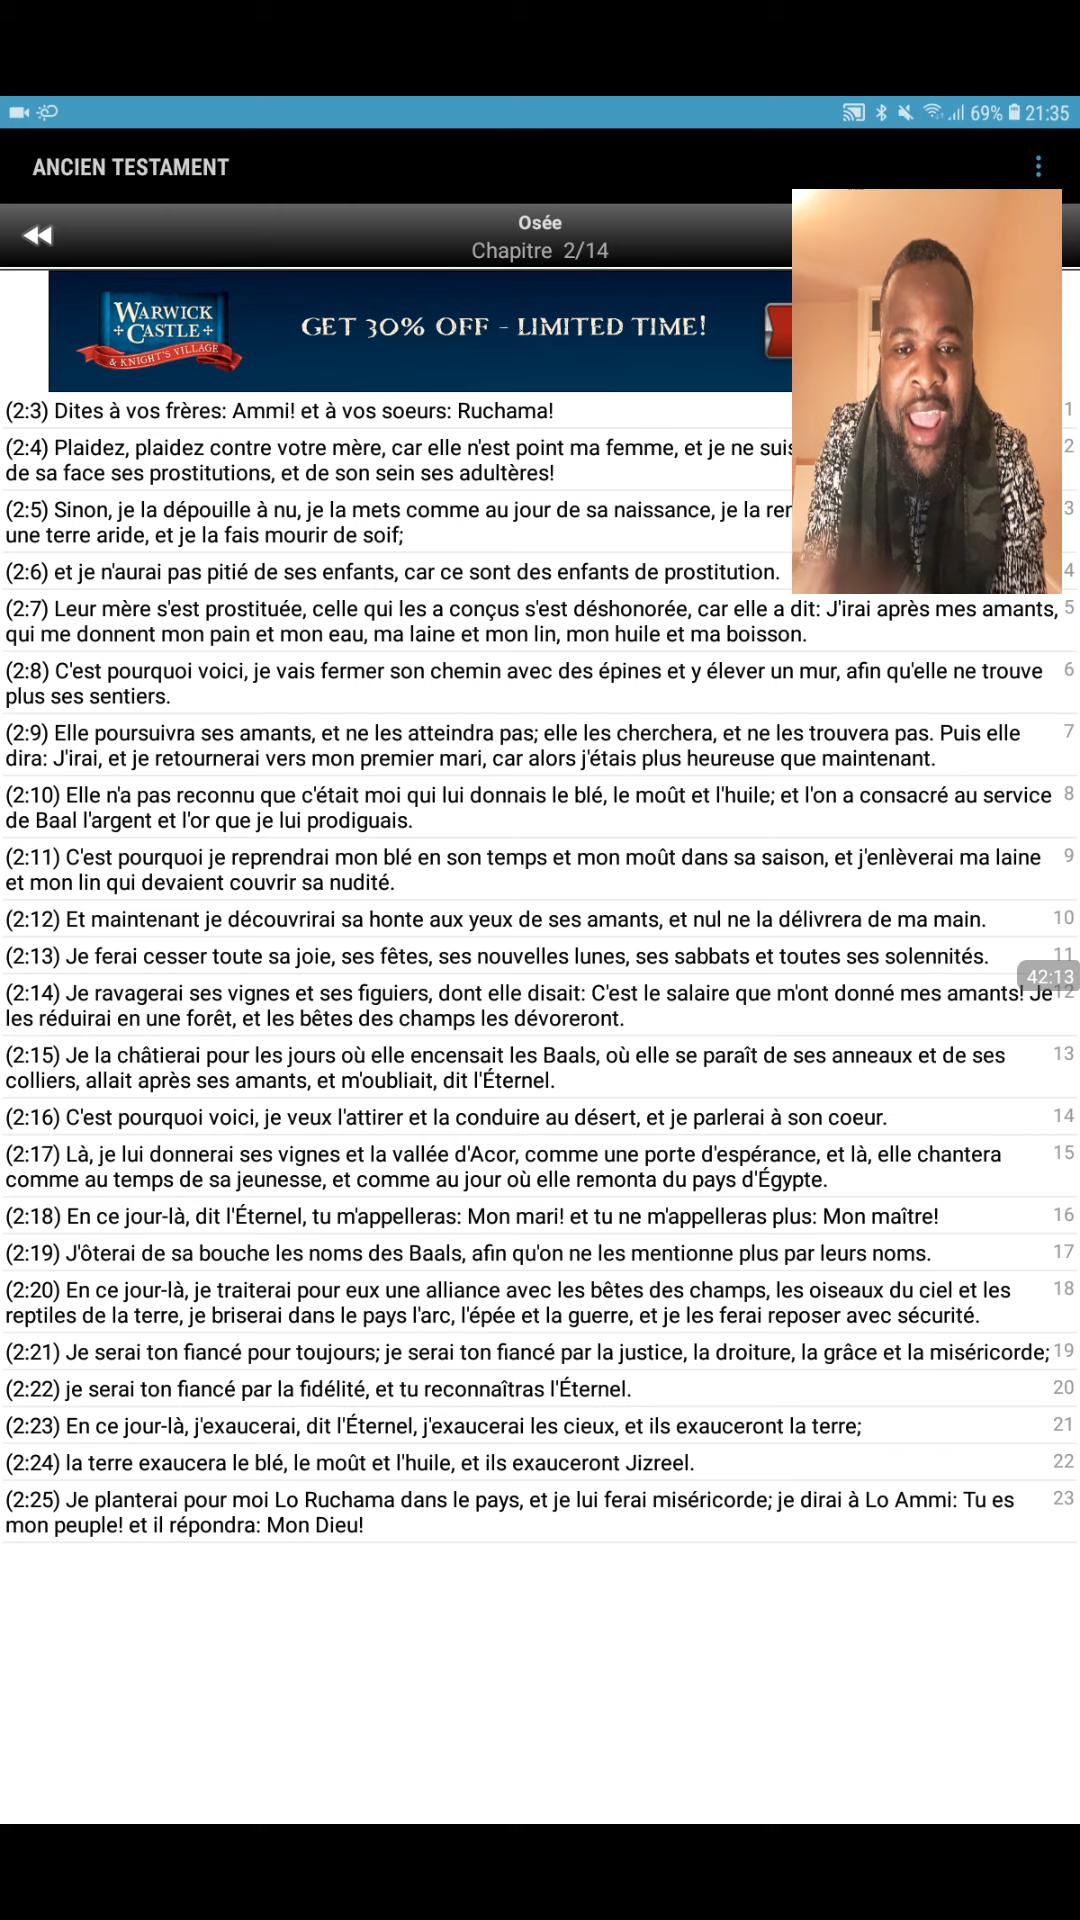 69% 21:35
ANCIEN TESTAMENT
Osée
Chapitre 2/14
WARWICK
CASTLE
& KNIGHT'S VILLAGE
GET 30% OFF - LIMITED TIME!
(2:3) Dites à vos frères: Ammi! et à vos soeurs: Ruchama! 1
(2:4) Plaidez, plaidez contre votre mère, car elle n'est point ma femme, et je ne suis 2
de sa face ses prostitutions, et de son sein ses adultères!
(2:5) Sinon, je la dépouille à nu, je la mets comme au jour de sa naissance, je la 3
une terre aride, et je la fais mourir de soif;
(2:6) et je n'aurai pas pitié de ses enfants, car ce sont des enfants de prostitution. 4
(2:7) Leur mère s'est prostituée, celle qui les a conçus s'est déshonorée, car elle a dit: J'irai après mes amants, 5
qui me donnent mon pain et mon eau, ma laine et mon lin, mon huile et ma boisson.
(2:8) C'est pourquoi voici, je vais fermer son chemin avec des épines et y élever un mur, afin qu'elle ne trouve 6
plus ses sentiers.
(2:9) Elle poursuivra ses amants, et ne les atteindra pas; elle les cherchera, et ne les trouvera pas. Puis elle 7
dira: J'irai, et je retournerai vers mon premier mari, car alors j'étais plus heureuse que maintenant.
(2:10) Elle n'a pas reconnu que c'était moi qui lui donnais le blé, le moût et l'huile; et l'on a consacré au service 8
de Baal l'argent et l'or que je lui prodiguais.
(2:11) C'est pourquoi je reprendrai mon blé en son temps et mon moût dans sa saison, et j'enlèverai ma laine 9
et mon lin qui devaient couvrir sa nudité.
(2:12) Et maintenant je découvrirai sa honte aux yeux de ses amants, et nul ne la délivrera de ma main. 10
(2:13) Je ferai cesser toute sa joie, ses fêtes, ses nouvelles lunes, ses sabbats et toutes ses solennités. 11
42:13
(2:14) Je ravagerai ses vignes et ses figuiers, dont elle disait: C'est le salaire que m'ont donné mes amants! Je 12
les réduirai en une forêt, et les bêtes des champs les dévoreront.
(2:15) Je la châtierai pour les jours où elle encensait les Baals, où elle se paraît de ses anneaux et de ses 13
colliers, allait après ses amants, et m'oubliait, dit l'Éternel.
(2:16) C'est pourquoi voici, je veux l'attirer et la conduire au désert, et je parlerai à son coeur. 14
(2:17) Là, je lui donnerai ses vignes et la vallée d'Acor, comme une porte d'espérance, et là, elle chantera 15
comme au temps de sa jeunesse, et comme au jour où elle remonta du pays d'Égypte.
(2:18) En ce jour-là, dit l'Éternel, tu m'appelleras: Mon mari! et tu ne m'appelleras plus: Mon maître! 16
(2:19) J'ôterai de sa bouche les noms des Baals, afin qu'on ne les mentionne plus par leurs noms. 17
(2:20) En ce jour-là, je traiterai pour eux une alliance avec les bêtes des champs, les oiseaux du ciel et les 18
reptiles de la terre, je briserai dans le pays l'arc, l'épée et la guerre, et je les ferai reposer avec sécurité.
(2:21) Je serai ton fiancé pour toujours; je serai ton fiancé par la justice, la droiture, la grâce et la miséricorde; 19
(2:22) je serai ton fiancé par la fidélité, et tu reconnaîtras l'Éternel. 20
(2:23) En ce jour-là, j'exaucerai, dit l'Éternel, j'exaucerai les cieux, et ils exauceront la terre; 21
(2:24) la terre exaucera le blé, le moût et l'huile, et ils exauceront Jizreel. 22
(2:25) Je planterai pour moi Lo Ruchama dans le pays, et je lui ferai miséricorde; je dirai à Lo Ammi: Tu es 23
mon peuple! et il répondra: Mon Dieu!